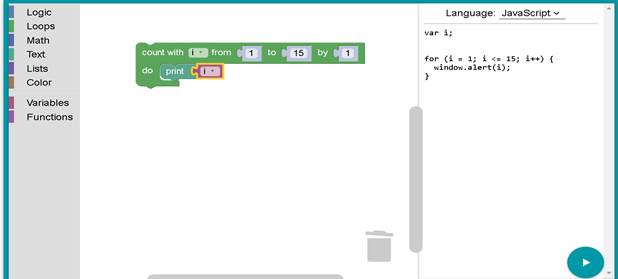 Logic
Loops
Math
Text
Lists
Color
Variables
Functions
count with i from 1 to 15 by 1
do print i
Language: JavaScript
var i;
for (i = 1; i <= 15; i++) {
window.alert(i);
}